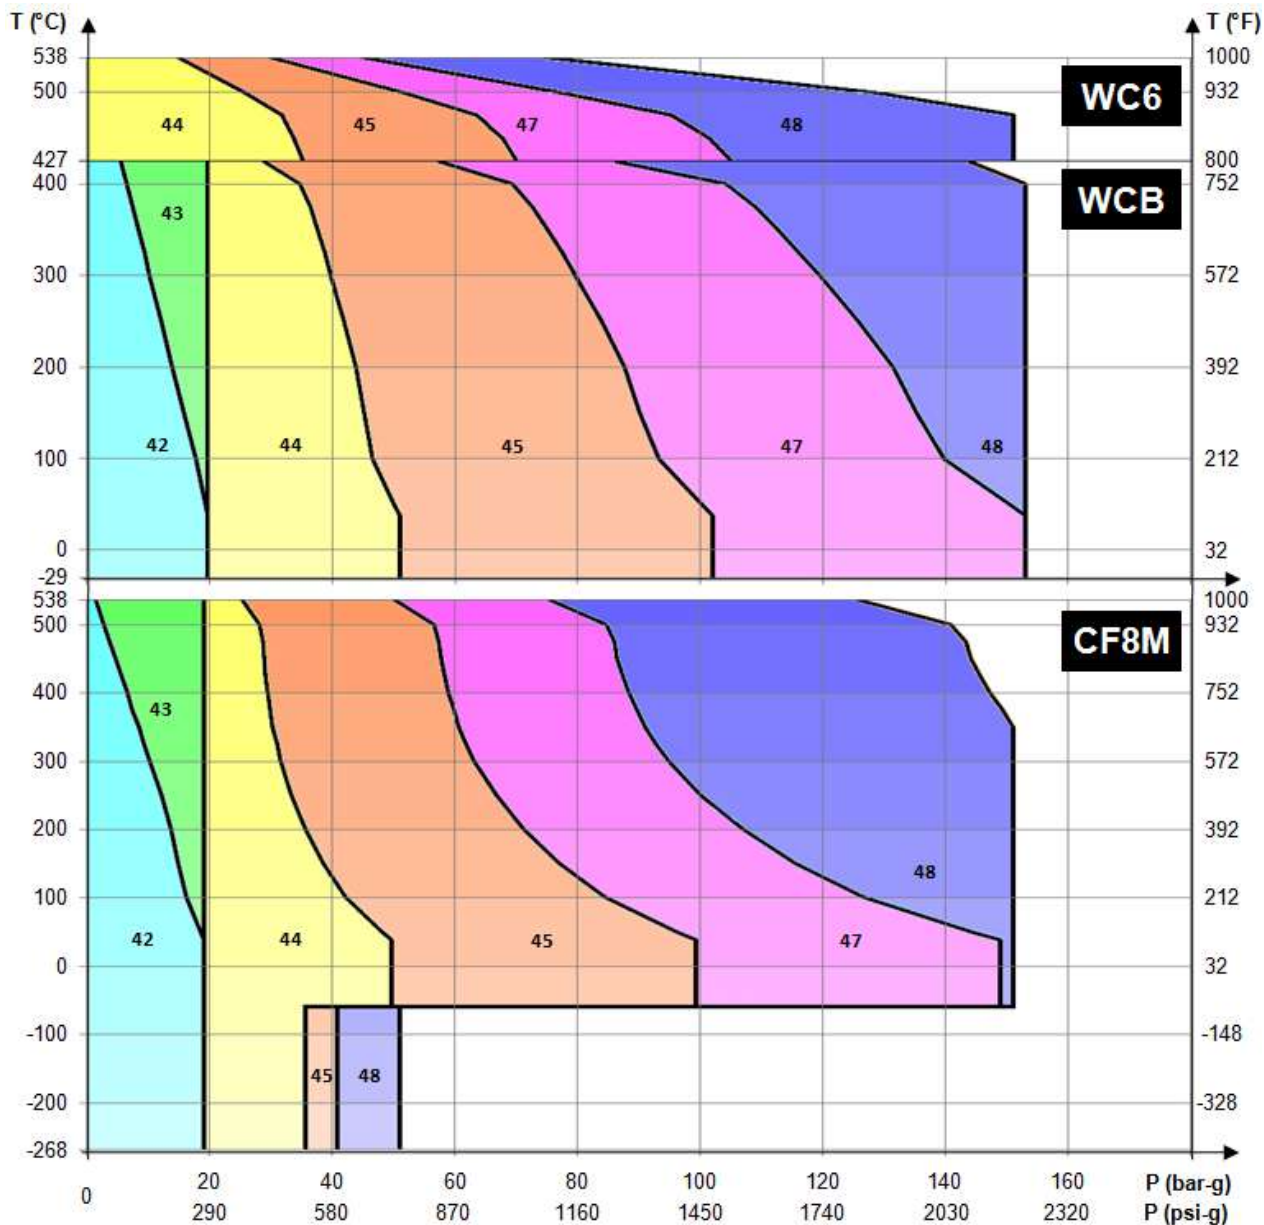 T (°C) T (°F)
538 1000
500 932 WC6
44 45 47 48
427 800
400 752 WCB
43
300 572
200 392
42 44 45 47 48
100 212
0 32
-29
538 1000
500 932 CF8M
400 752
43
300 572
200 392
48
100 212
42 44 45 47
0 32
-100 -148
45 48
-200 -328
-268
20 40 60 80 100 120 140 160 P (bar-g)
0
290 580 870 1160 1450 1740 2030 2320 P (psi-g)